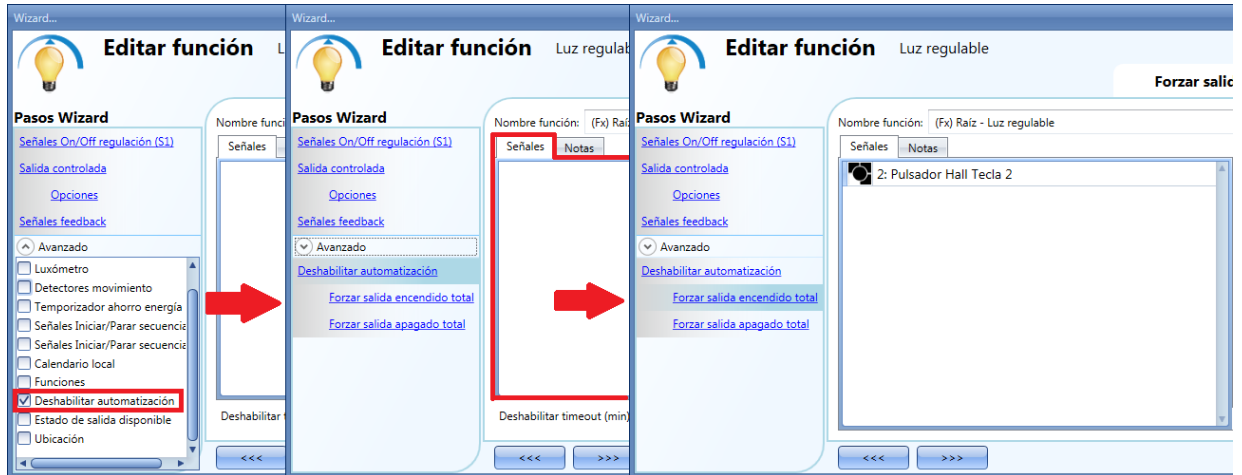 Wizard...
Editar función L
Pasos Wizard
Señales On/Off regulación (S1)
Salida controlada
Opciones
Señales feedback
Avanzado
Luxómetro
Detectores movimiento
Temporizador ahorro energía
Señales Iniciar/Parar secuencia
Señales Iniciar/Parar secuencia
Calendario local
Funciones
Deshabilitar automatización
Estado de salida disponible
Ubicación
Nombre funci
Señales
Deshabilitar t
<<<
Wizard...
Editar función Luz regulab
Pasos Wizard
Señales On/Off regulación (S1)
Salida controlada
Opciones
Señales feedback
Avanzado
Deshabilitar automatización
Forzar salida encendido total
Forzar salida apagado total
Nombre función: (Fx) Raíz
Señales Notas
Deshabilitar timeout (min)
<<< >>>
Wizard...
Editar función Luz regulable
Forzar salid
Pasos Wizard
Señales On/Off regulación (S1)
Salida controlada
Opciones
Señales feedback
Avanzado
Deshabilitar automatización
Forzar salida encendido total
Forzar salida apagado total
Nombre función: (Fx) Raíz - Luz regulable
Señales Notas
2: Pulsador Hall Tecla 2
<<< >>>